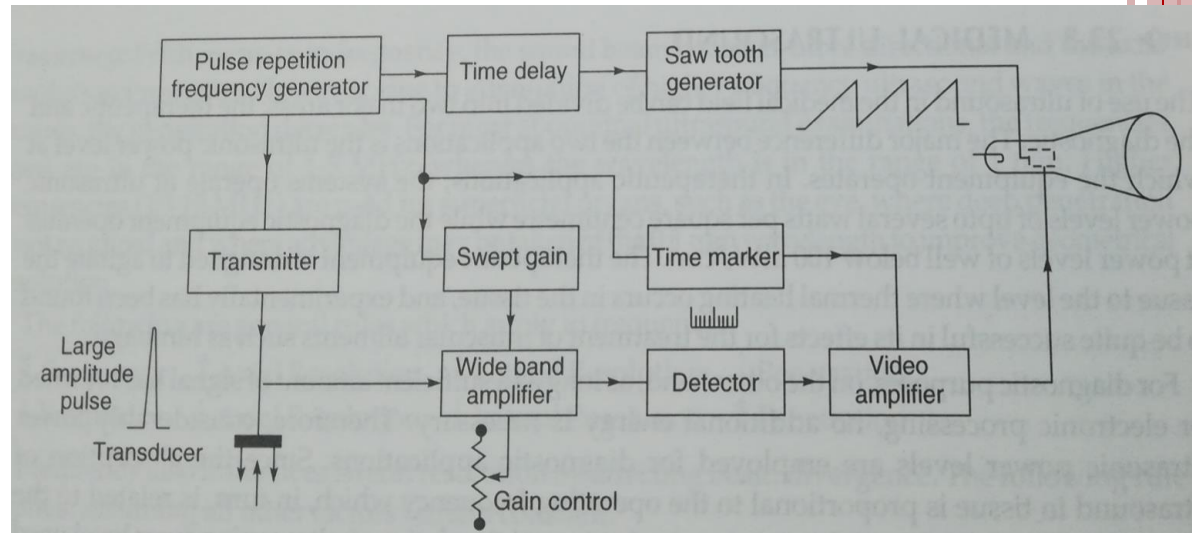 Pulse repetition
frequency generator
Time delay
Saw tooth
generator
Transmitter
Swept gain
Time marker
Large
amplitude
pulse
Wide band
amplifier
Detector
Video
amplifier
Transducer
Gain control